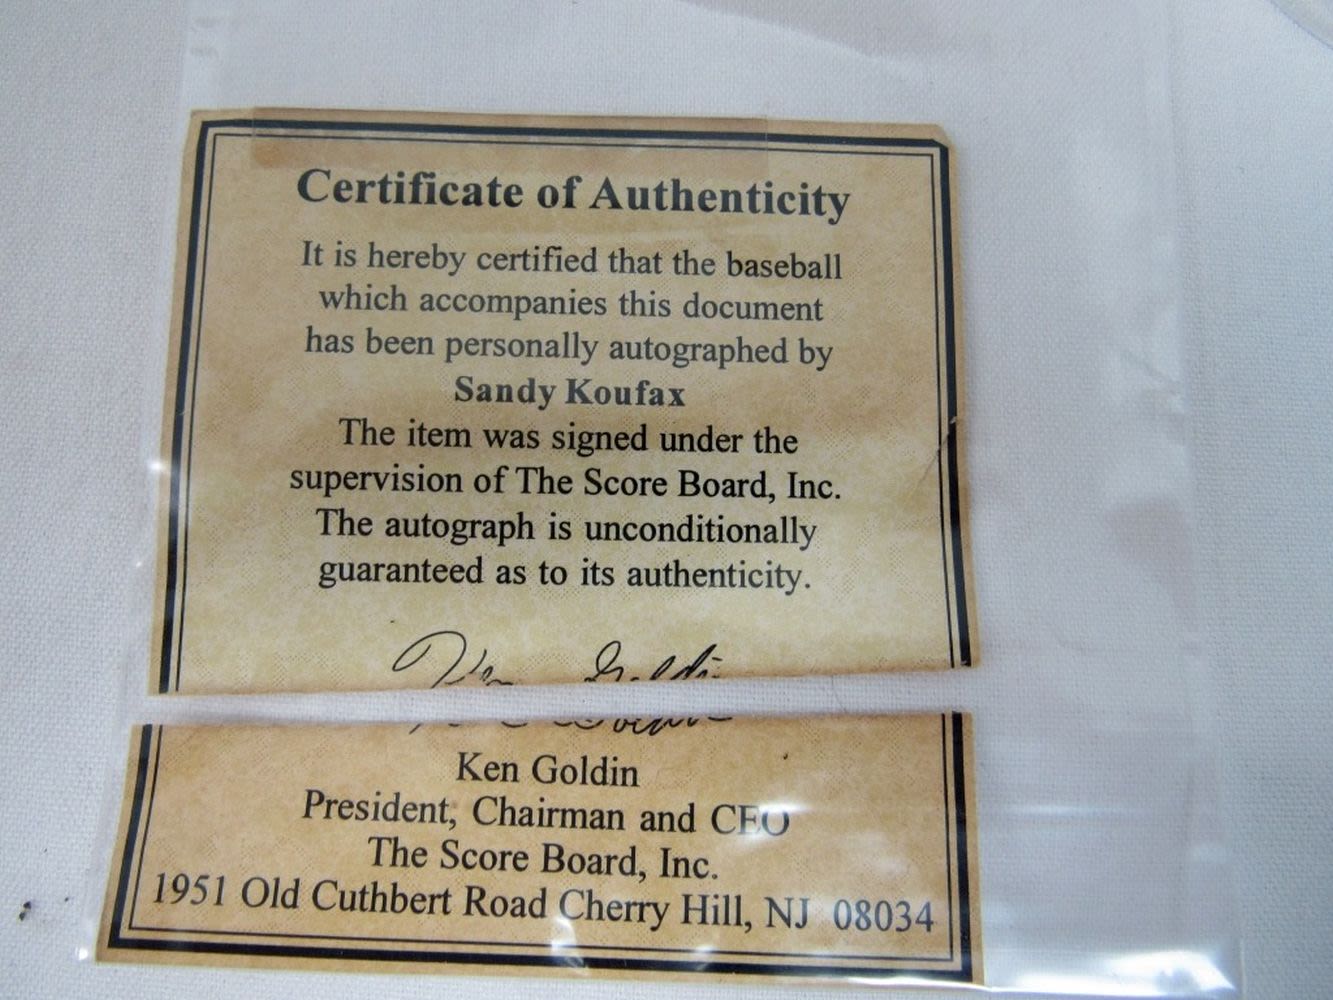 Certificate of Authenticity
It is hereby certified that the baseball
which accompanies this document
has been personally autographed by
Sandy Koufax
The item was signed under the
supervision of The Score Board, Inc.
The autograph is unconditionally
guaranteed as to its authenticity.
Ken Goldin
Ken Goldin
President, Chairman and CEO
The Score Board, Inc.
1951 Old Cuthbert Road Cherry Hill, NJ 08034